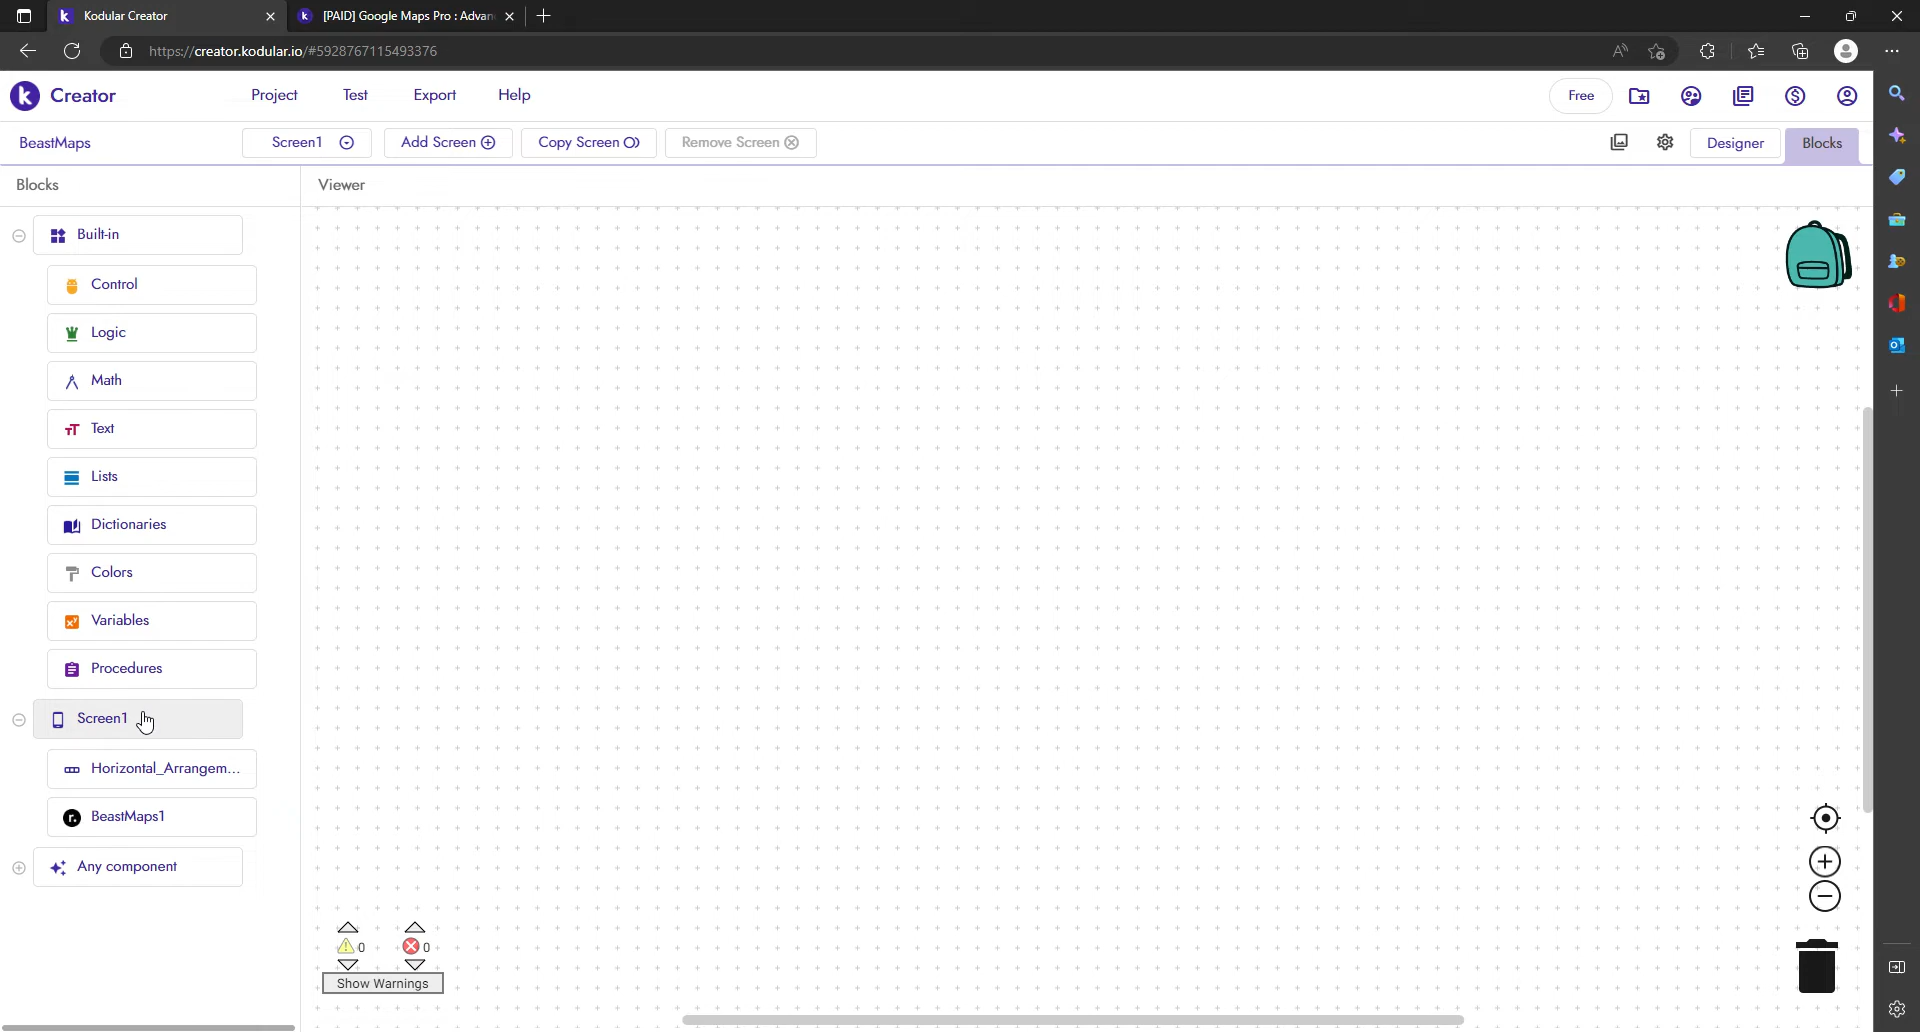 Kodular Creator
[PAID] Google Maps Pro : Advan
https://creator.kodular.io/#5928767115493376
Creator
Project
Test
Export
Help
Free
BeastMaps
Screen1
Add Screen
Copy Screen
Remove Screen
Designer
Blocks
Blocks
Viewer
Built-in
Control
Logic
Math
Text
Lists
Dictionaries
Colors
Variables
Procedures
Screen1
Horizontal_Arrangem...
BeastMaps1
Any component
0
0
Show Warnings